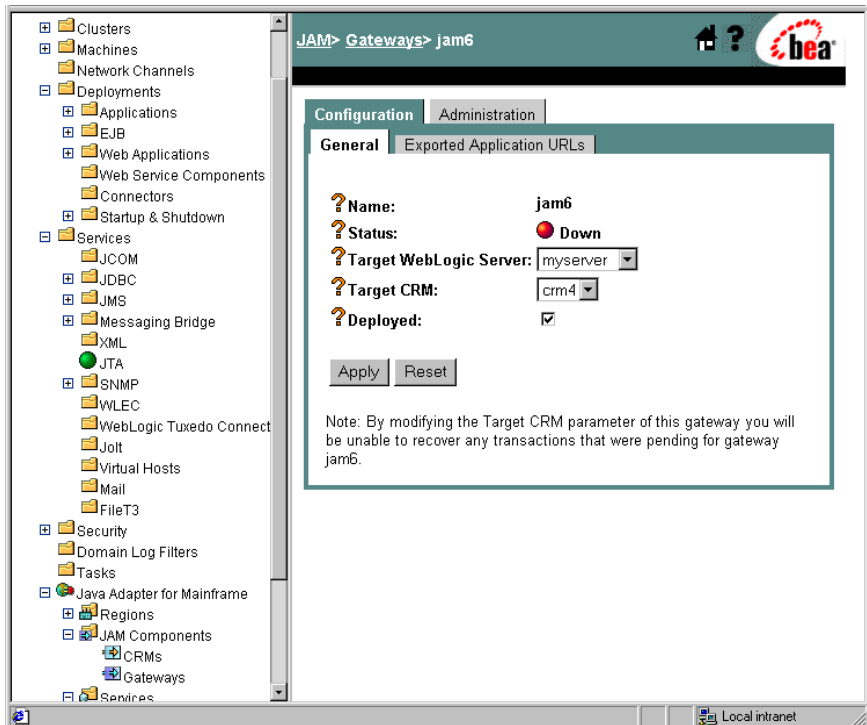 Clusters
Machines
Network Channels
Deployments
Applications
EJB
Web Applications
Web Service Components
Connectors
Startup & Shutdown
Services
JCOM
JDBC
JMS
Messaging Bridge
XML
JTA
SNMP
WLEC
WebLogic Tuxedo Connect
Jolt
Virtual Hosts
Mail
FileT3
Security
Domain Log Filters
Tasks
Java Adapter for Mainframe
Regions
JAM Components
CRMs
Gateways
Services
JAM> Gateways> jam6
? bea
Configuration Administration
General Exported Application URLs
? Name: jam6
? Status: Down
? Target WebLogic Server: myserver
? Target CRM: crm4
? Deployed:
Apply Reset
Note: By modifying the Target CRM parameter of this gateway you will
be unable to recover any transactions that were pending for gateway
jam6.
Local intranet